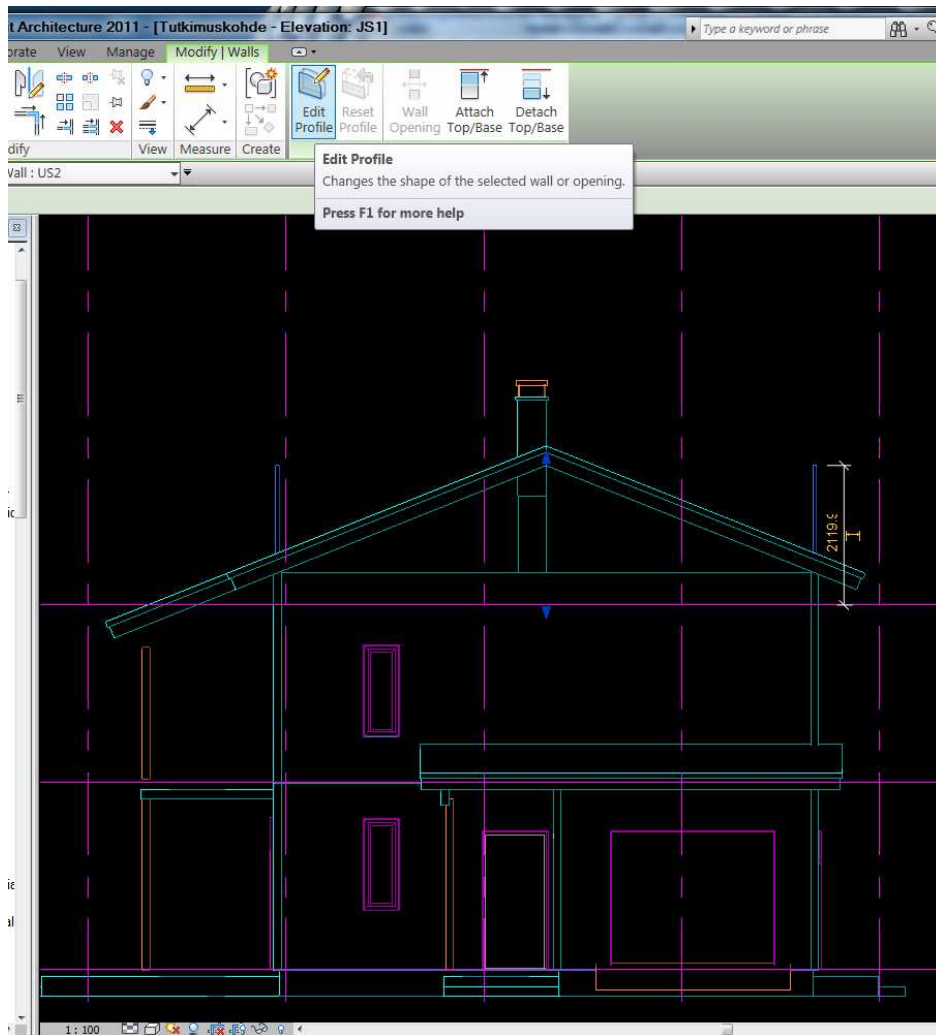 t Architecture 2011 - [Tutkimuskohde - Elevation: JS1]
Type a keyword or phrase
orate View Manage Modify | Walls
Edit Profile
Reset Profile
Wall Opening
Attach Top/Base
Detach Top/Base
dify View Measure Create
Wall : US2
Edit Profile
Changes the shape of the selected wall or opening.
Press F1 for more help
2119.9
1 : 100